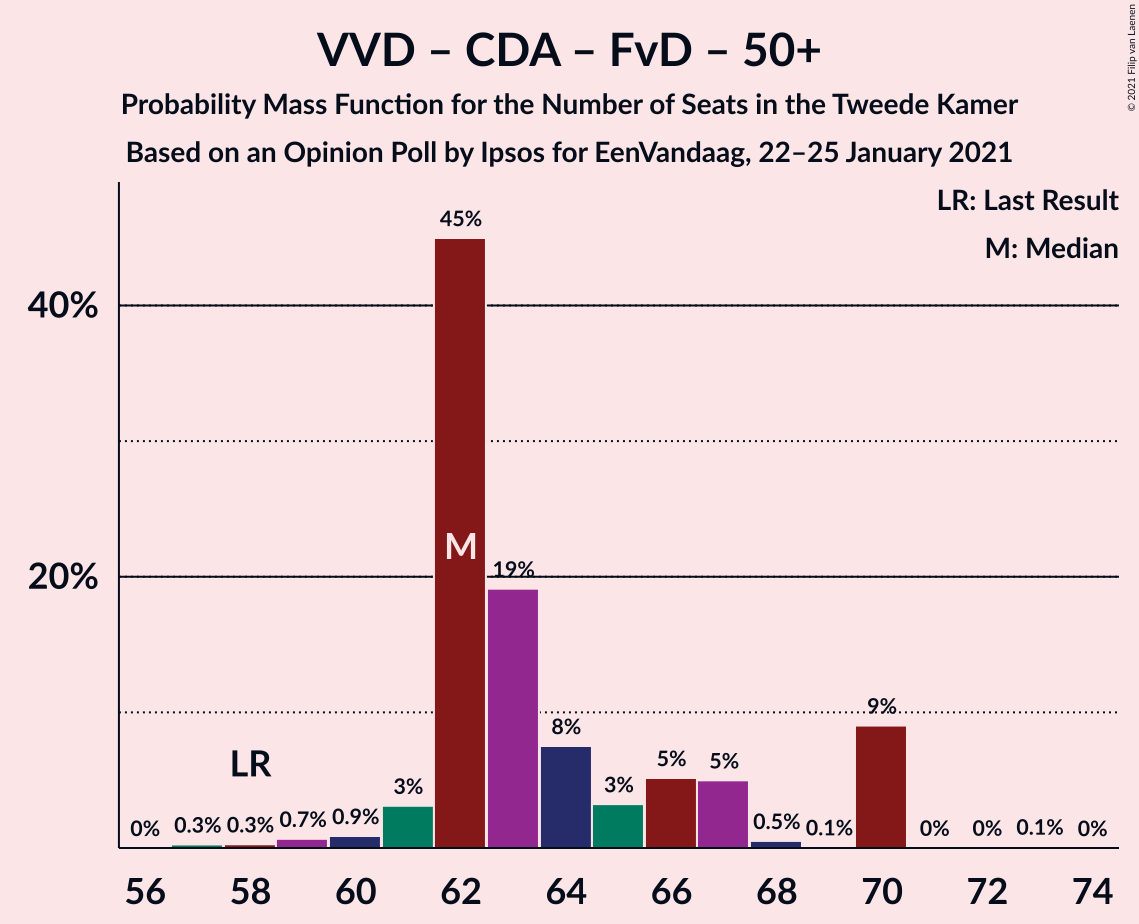 VVD – CDA – FvD – 50+
Probability Mass Function for the Number of Seats in the Tweede Kamer
Based on an Opinion Poll by Ipsos for EenVandaag, 22–25 January 2021
© 2021 Filip van Laenen
LR: Last Result
M: Median
40%
20%
0%
0.3%
0.3%
0.7%
0.9%
3%
45%
19%
8%
3%
5%
5%
0.5%
0.1%
9%
0%
0%
0.1%
0%
LR
M
56 58 60 62 64 66 68 70 72 74